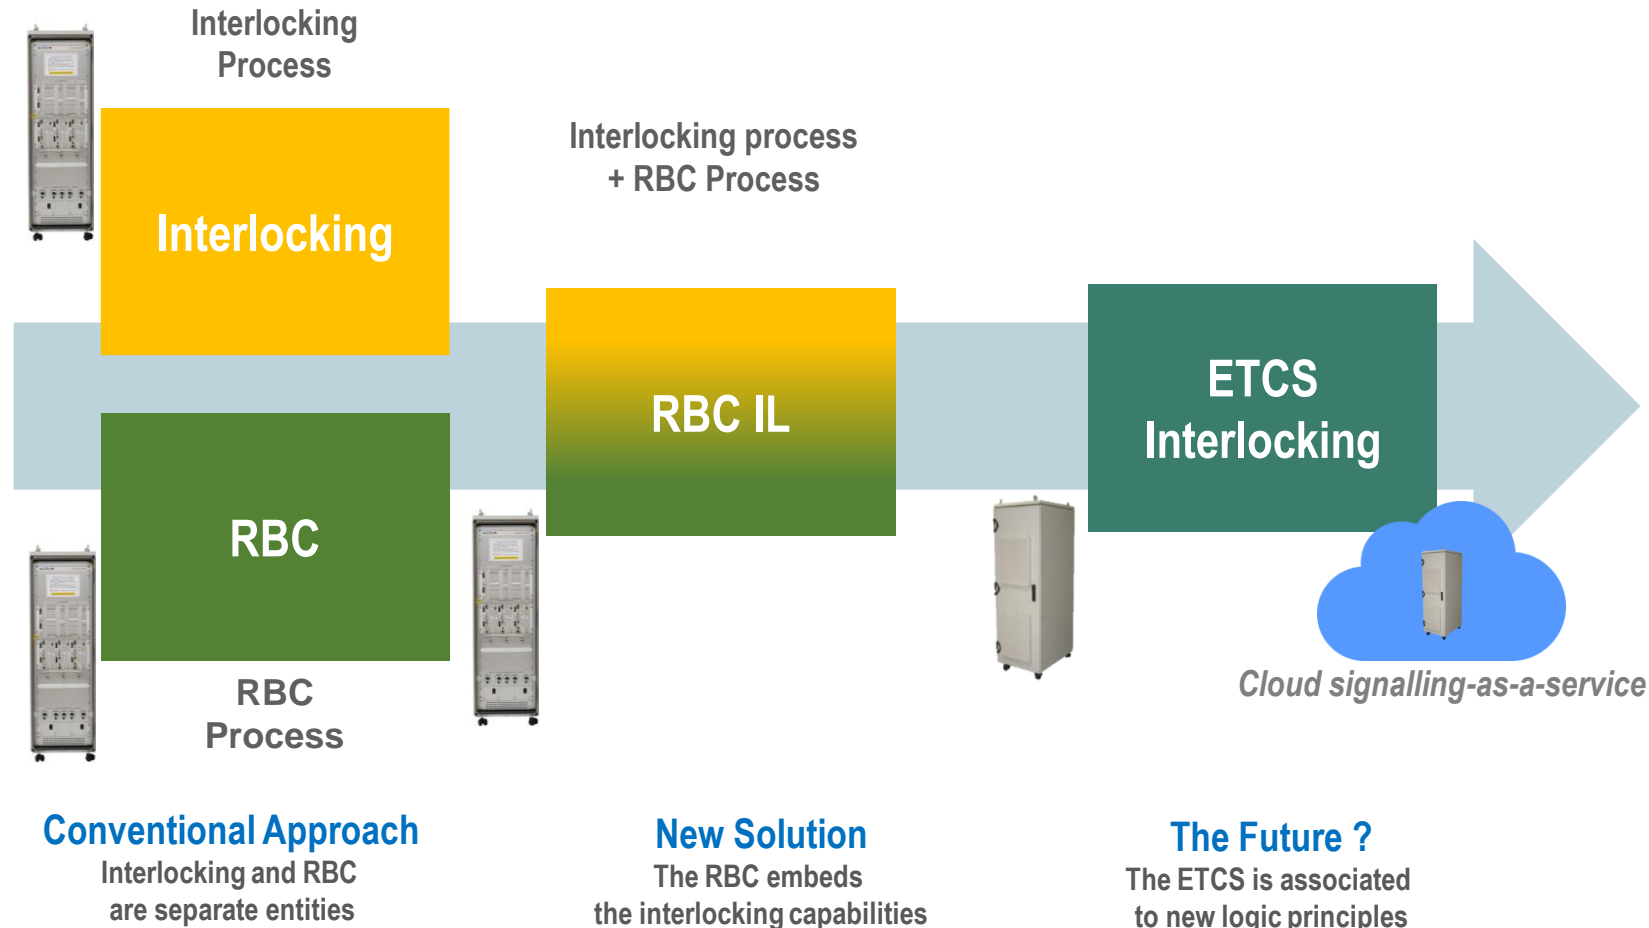 Interlocking
Process
Interlocking
Interlocking process
+ RBC Process
RBC IL
ETCS
Interlocking
RBC
RBC
Process
Cloud signalling-as-a-service
Conventional Approach
Interlocking and RBC
are separate entities
New Solution
The RBC embeds
the interlocking capabilities
The Future ?
The ETCS is associated
to new logic principles